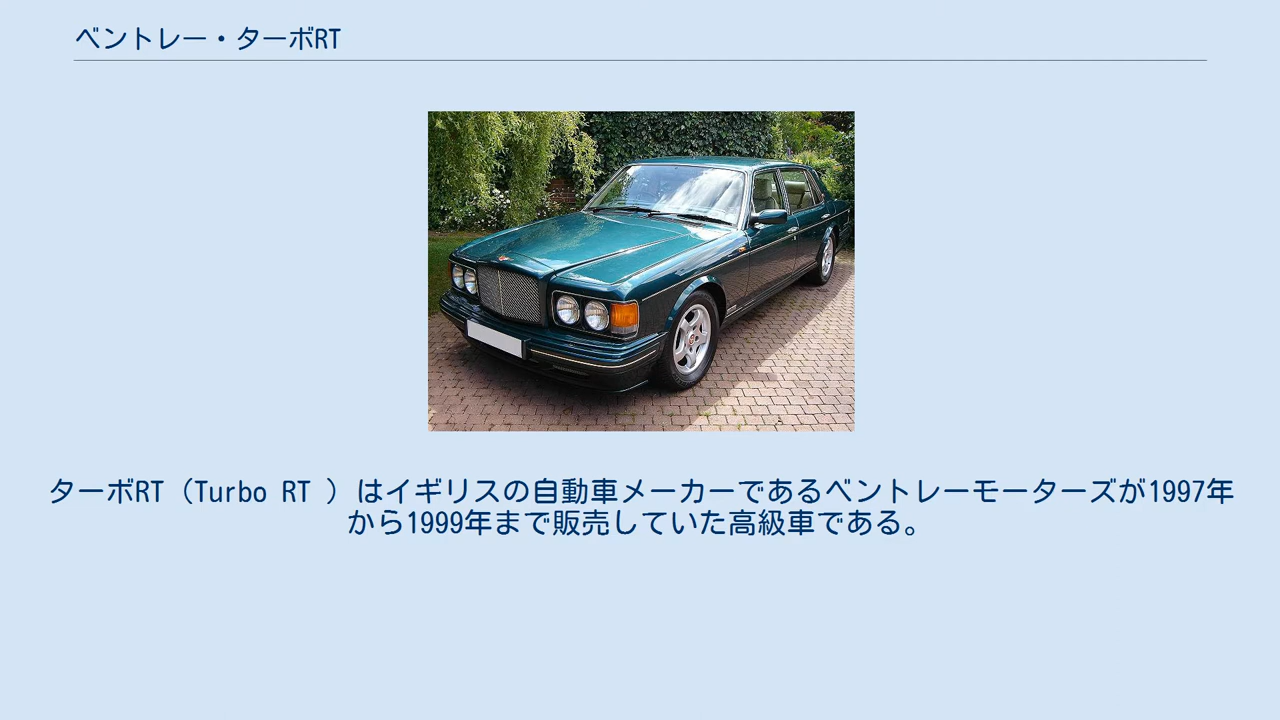 ベントレー・ターボRT
ターボRT（Turbo RT ）はイギリスの自動車メーカーであるベントレーモーターズが1997年
から1999年まで販売していた高級車である。